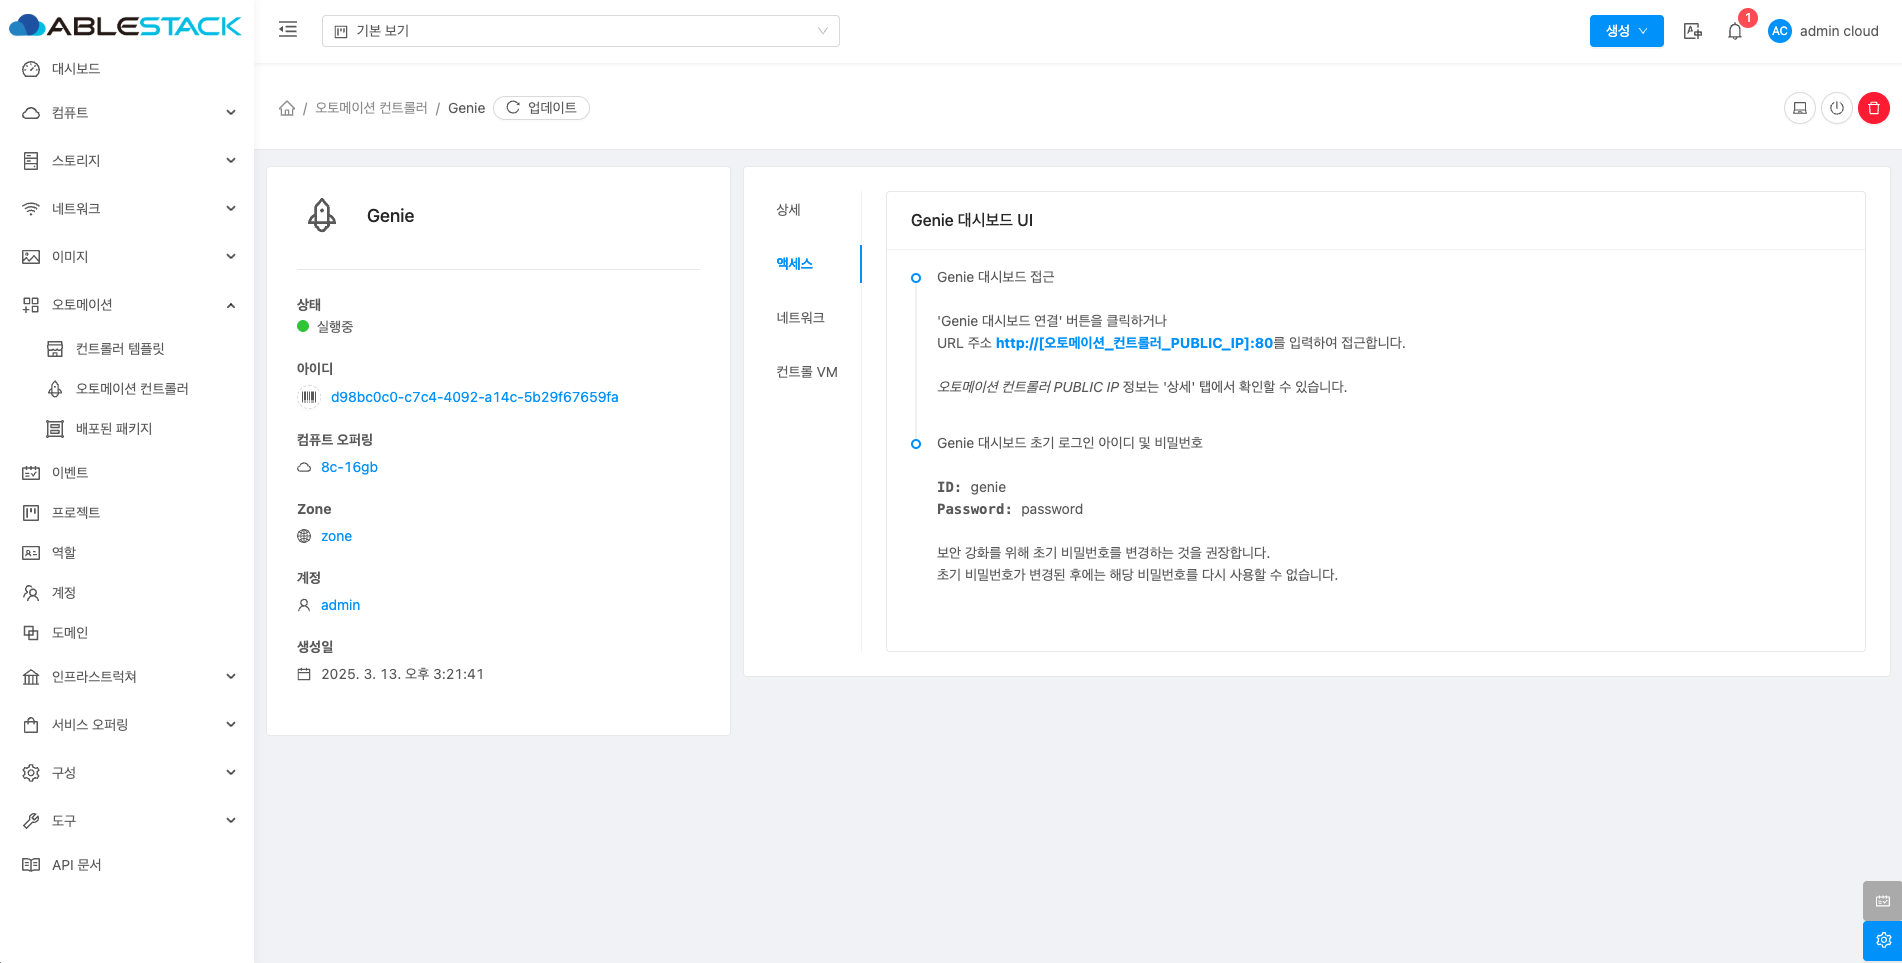 ABLESTACK
대시보드
컴퓨트
스토리지
네트워크
이미지
오토메이션
컨트롤러 템플릿
오토메이션 컨트롤러
배포된 패키지
이벤트
프로젝트
역할
계정
도메인
인프라스트럭쳐
서비스 오퍼링
구성
도구
API 문서
기본 보기
생성
1
AC admin cloud
/ 오토메이션 컨트롤러 / Genie 업데이트
Genie
상태
실행중
아이디
d98bc0c0-c7c4-4092-a14c-5b29f67659fa
컴퓨트 오퍼링
8c-16gb
Zone
zone
계정
admin
생성일
2025. 3. 13. 오후 3:21:41
상세
액세스
네트워크
컨트롤 VM
Genie 대시보드 UI
Genie 대시보드 접근
'Genie 대시보드 연결' 버튼을 클릭하거나
URL 주소 http://[오토메이션_컨트롤러_PUBLIC_IP]:80를 입력하여 접근합니다.
오토메이션 컨트롤러 PUBLIC IP 정보는 '상세' 탭에서 확인할 수 있습니다.
Genie 대시보드 초기 로그인 아이디 및 비밀번호
ID: genie
Password: password
보안 강화를 위해 초기 비밀번호를 변경하는 것을 권장합니다.
초기 비밀번호가 변경된 후에는 해당 비밀번호를 다시 사용할 수 없습니다.